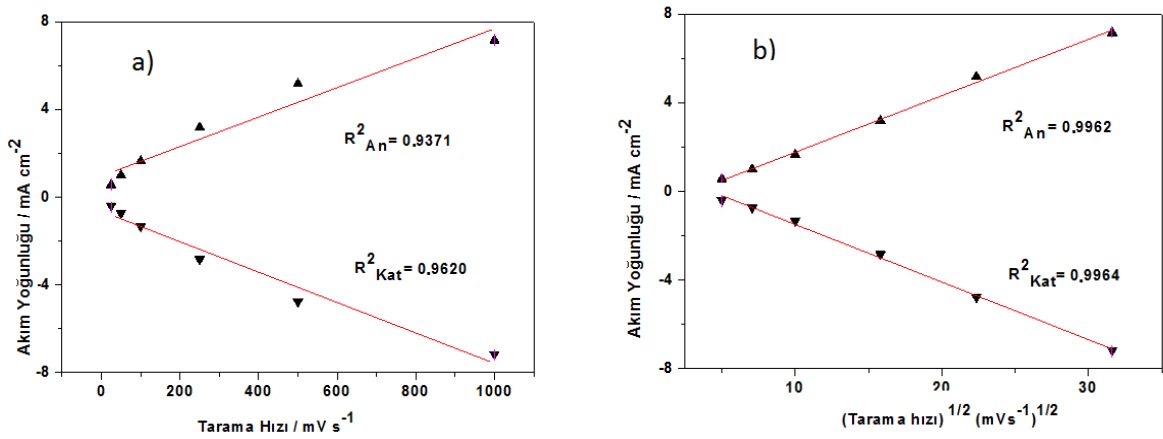 a)
8
4
0
-4
-8
Akım Yoğunluğu / mA cm-2
R2An= 0.9371
R2Kat= 0.9620
0 200 400 600 800 1000
Tarama Hızı / mV s-1
b)
8
4
0
-4
-8
Akım Yoğunluğu / mA cm-2
R2An= 0.9962
R2Kat= 0.9964
10 20 30
(Tarama hızı) 1/2 (mVs-1)1/2